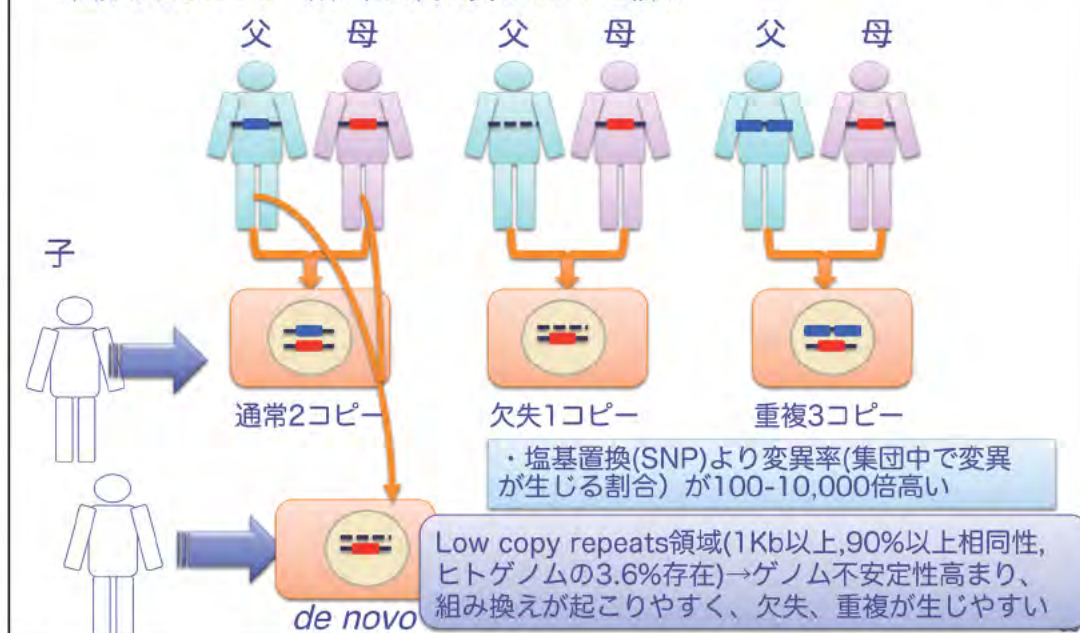 父 母 父 母 父 母
子
通常2コピー 欠失1コピー 重複3コピー
・塩基置換(SNP)より変異率(集団中で変異
が生じる割合）が100-10,000倍高い
Low copy repeats領域(1Kb以上,90%以上相同性,
ヒトゲノムの3.6%存在)→ゲノム不安定性高まり、
組み換えが起こりやすく、欠失、重複が生じやすい
de novo